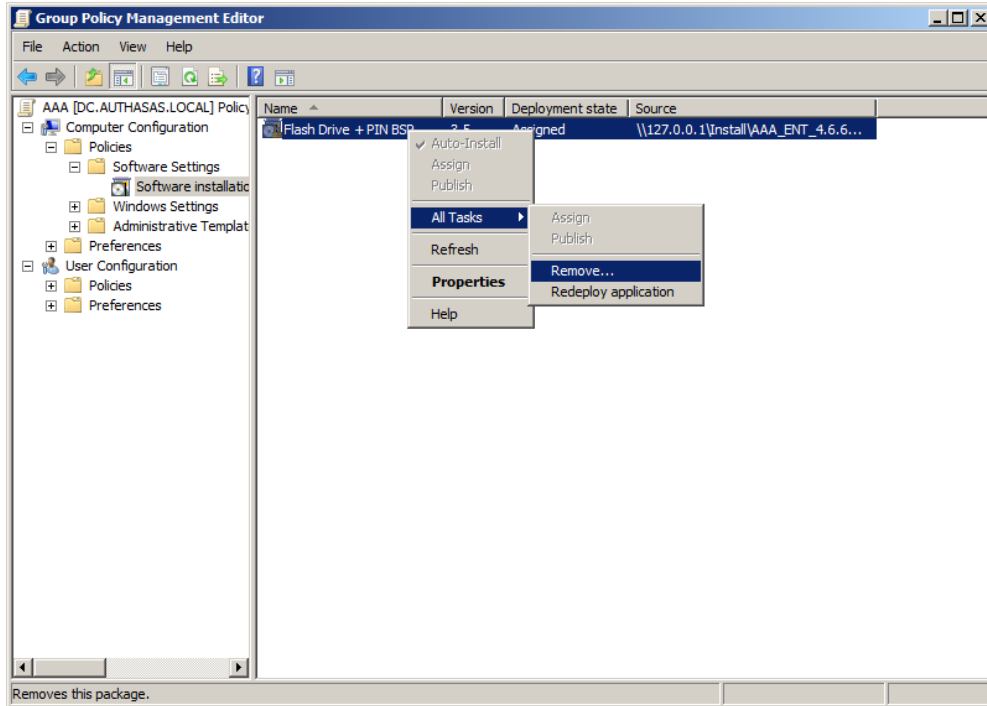 Group Policy Management Editor
File Action View Help
AAA [DC.AUTHASAS.LOCAL] Policy
Computer Configuration
Policies
Software Settings
Software installatio
Windows Settings
Administrative Templat
Preferences
User Configuration
Policies
Preferences
Name Version Deployment state Source
Flash Drive + PIN BSP 3.5 Assigned \\127.0.0.1\Install\AAA_ENT_4.6.6...
Auto-Install
Assign
Publish
All Tasks
Refresh
Properties
Help
Assign
Publish
Remove...
Redeploy application
Removes this package.